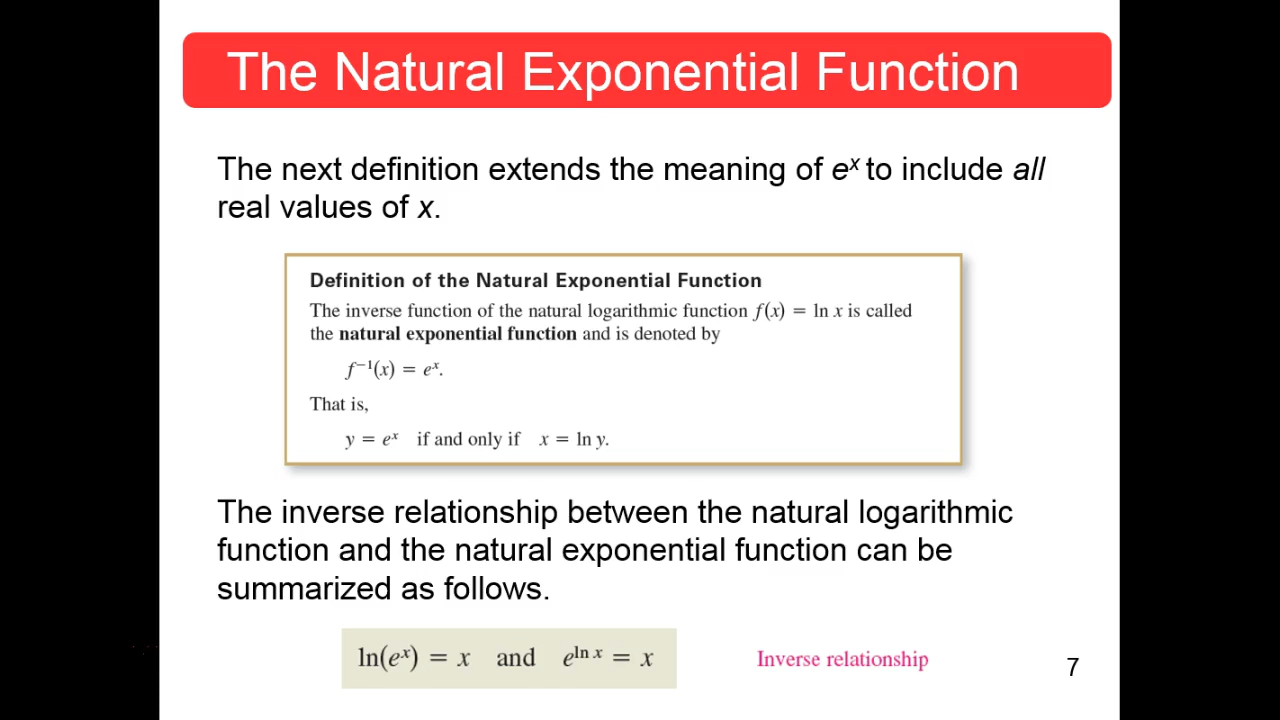 The Natural Exponential Function
The next definition extends the meaning of eˣ to include all
real values of x.
Definition of the Natural Exponential Function
The inverse function of the natural logarithmic function f(x) = ln x is called
the natural exponential function and is denoted by
f⁻¹(x) = eˣ.
That is,
y = eˣ if and only if x = ln y.
The inverse relationship between the natural logarithmic
function and the natural exponential function can be
summarized as follows.
ln(eˣ) = x and e^(ln x) = x Inverse relationship
7